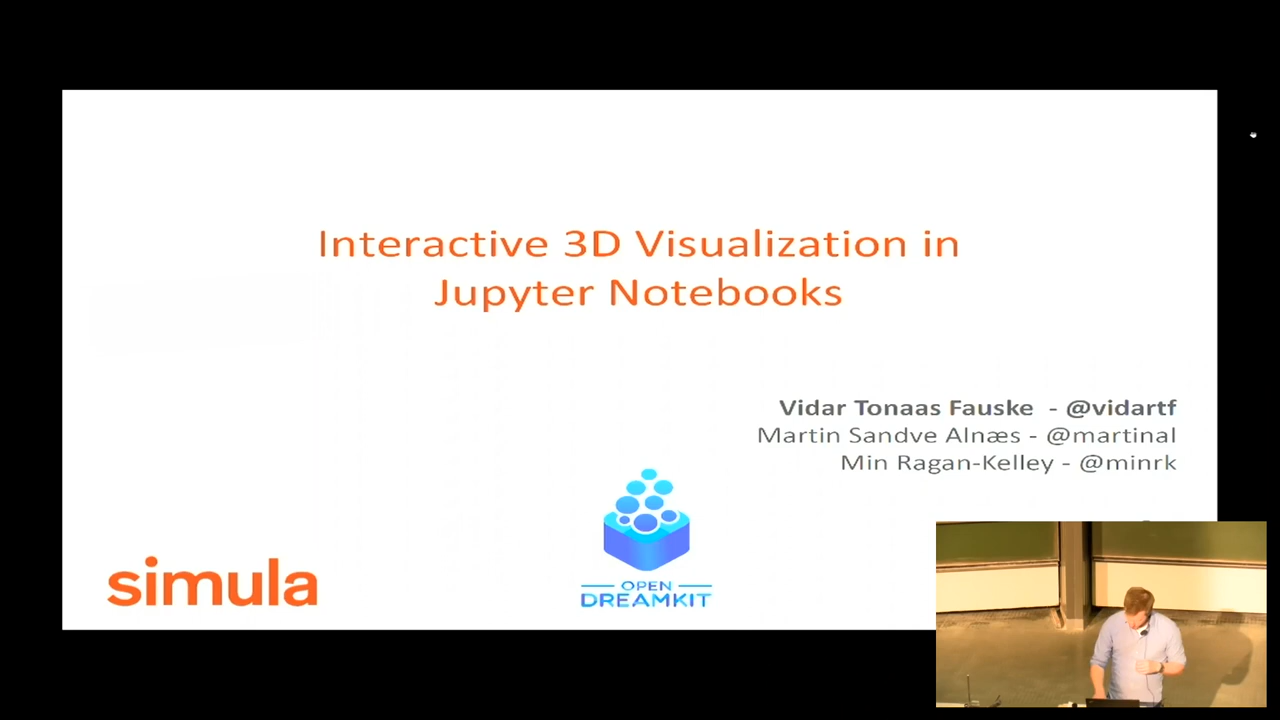 Interactive 3D Visualization in
Jupyter Notebooks
Vidar Tonaas Fauske - @vidartf
Martin Sandve Alnæs - @martinal
Min Ragan-Kelley - @minrk
simula
OPEN
DREAMKIT